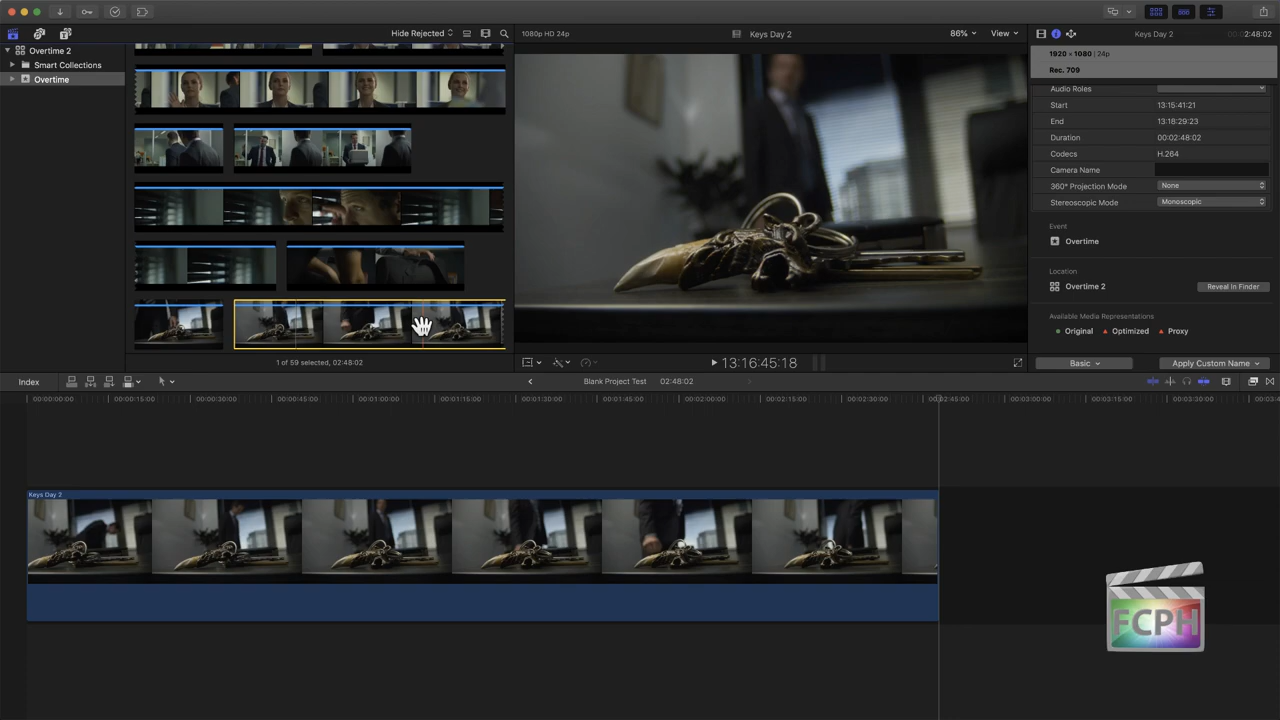 Hide Rejected
1080p HD 24p
Keys Day 2
86%
View
Keys Day 2
2:48:02
Overtime 2
Smart Collections
Overtime
1920 × 1080 | 24p
Rec. 709
Audio Roles
Start 13:15:41:21
End 13:18:29:23
Duration 00:02:48:02
Codecs H.264
Camera Name
360° Projection Mode None
Stereoscopic Mode Monoscopic
Event
Overtime
Location
Overtime 2 Reveal In Finder
Available Media Representations
Original Optimized Proxy
1 of 59 selected, 02:48:02
13:16:45:18
Basic
Apply Custom Name
Index
Blank Project Test 02:48:02
00:00:00:00 00:00:15:00 00:00:30:00 00:00:45:00 00:01:00:00 00:01:15:00 00:01:30:00 00:01:45:00 00:02:00:00 00:02:15:00 00:02:30:00 00:02:45:00 00:03:00:00 00:03:15:00 00:03:30:00
Keys Day 2
FCPH